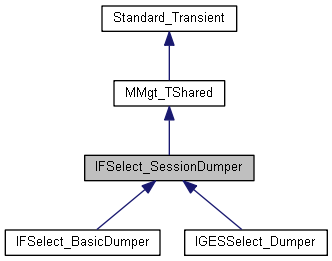 Standard_Transient
MMgt_TShared
IFSelect_SessionDumper
IFSelect_BasicDumper
IGESSelect_Dumper